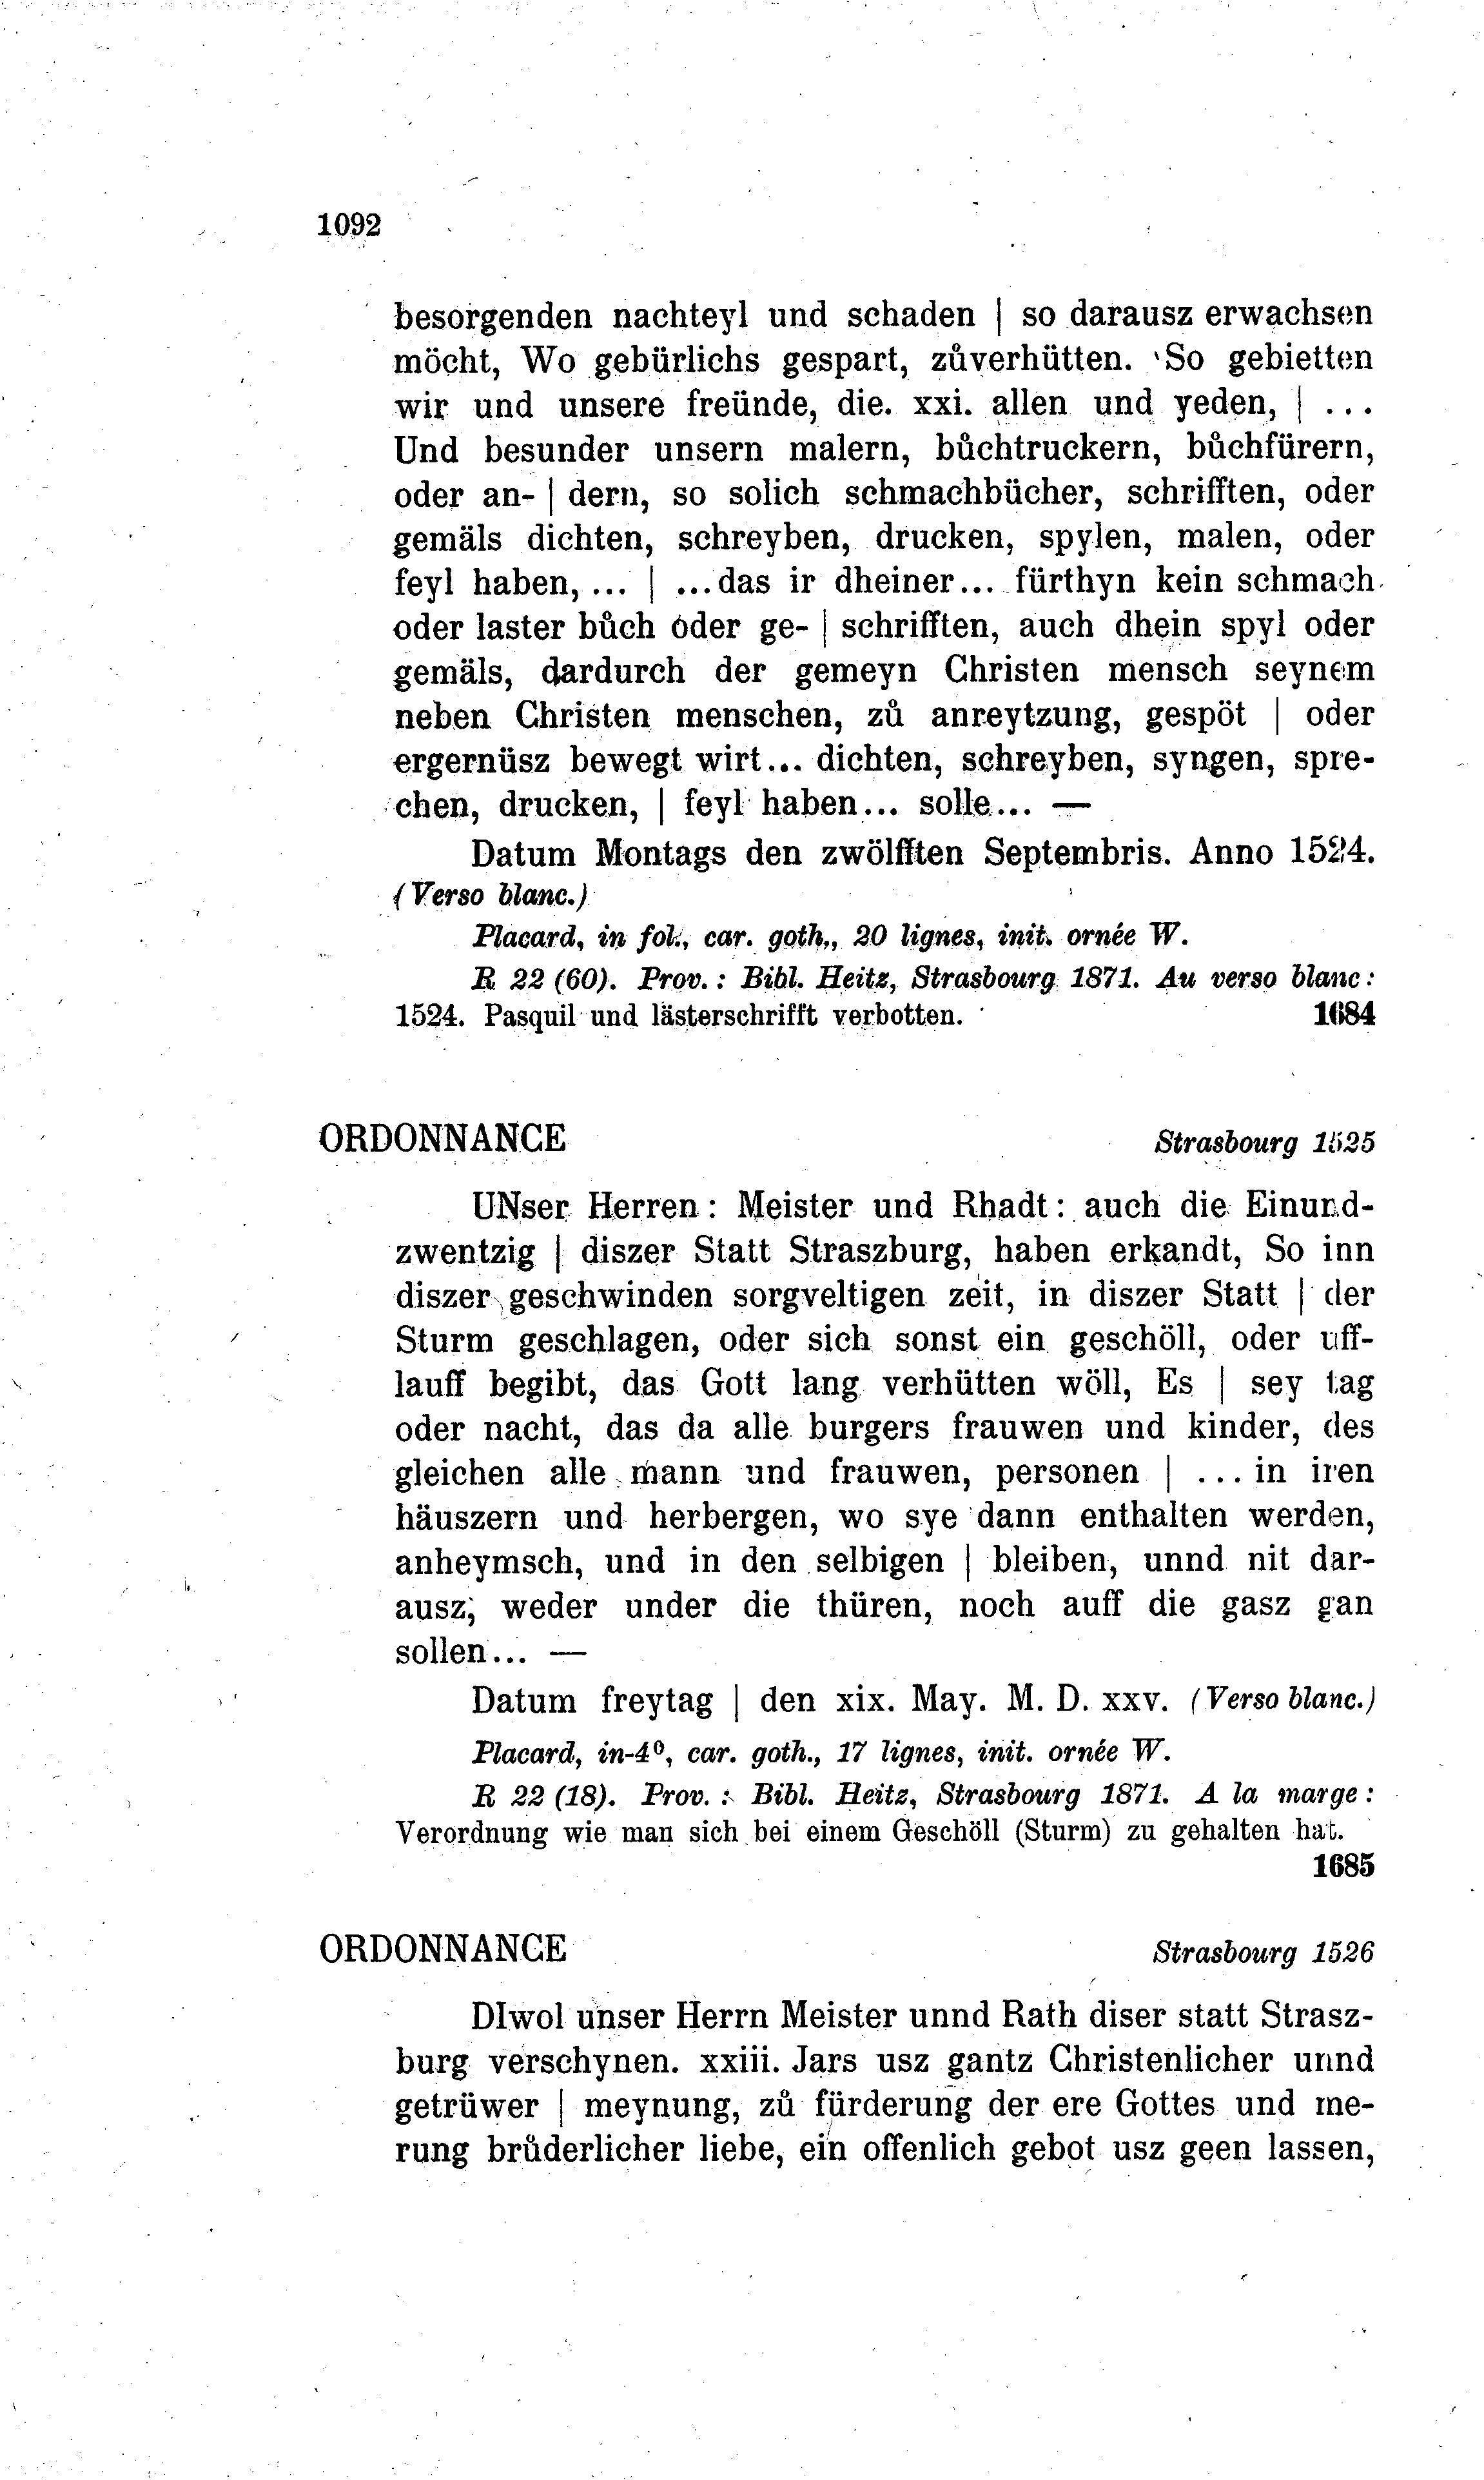 1092
besorgenden nachteyl und schaden | so darausz erwachsen
möcht, Wo gebürlichs gespart, zůverhütten. So gebietten
wir und unsere freünde, die. xxi. allen und yeden, | ...
Und besunder unsern malern, bůchtruckern, bůchfürern,
oder an- | dern, so solich schmachbücher, schrifften, oder
gemäls dichten, schreyben, drucken, spylen, malen, oder
feyl haben, ... | ...das ir dheiner... fürthyn kein schmach
oder laster bůch oder ge- | schrifften, auch dhein spyl oder
gemäls, dardurch der gemeyn Christen mensch seynem
neben Christen menschen, zů anreytzung, gespöt | oder
ergernüsz bewegt wirt... dichten, schreyben, syngen, spre-
chen, drucken, | feyl haben... solle... —
Datum Montags den zwölfften Septembris. Anno 1524.
(Verso blanc.)
Placard, in fol., car. goth., 20 lignes, init. ornée W.
R 22 (60). Prov. : Bibl. Heitz, Strasbourg 1871. Au verso blanc :
1524. Pasquil und lästerschrifft verbotten. 1684
ORDONNANCE Strasbourg 1525
UNser Herren : Meister und Rhadt : auch die Einund-
zwentzig | diszer Statt Straszburg, haben erkandt, So inn
diszer geschwinden sorgveltigen zeit, in diszer Statt | der
Sturm geschlagen, oder sich sonst ein geschöll, oder uff-
lauff begibt, das Gott lang verhütten wöll, Es | sey tag
oder nacht, das da alle burgers frauwen und kinder, des
gleichen alle mann und frauwen, personen | ... in iren
häuszern und herbergen, wo sye dann enthalten werden,
anheymsch, und in den selbigen | bleiben, unnd nit dar-
ausz, weder under die thüren, noch auff die gasz gan
sollen... —
Datum freytag | den xix. May. M. D. xxv. (Verso blanc.)
Placard, in-4⁰, car. goth., 17 lignes, init. ornée W.
R 22 (18). Prov. : Bibl. Heitz, Strasbourg 1871. A la marge :
Verordnung wie man sich bei einem Geschöll (Sturm) zu gehalten hat.
1685
ORDONNANCE Strasbourg 1526
DIwol unser Herrn Meister unnd Rath diser statt Strasz-
burg verschynen. xxiii. Jars usz gantz Christenlicher unnd
getrüwer | meynung, zů fürderung der ere Gottes und me-
rung brüderlicher liebe, ein offenlich gebot usz geen lassen,